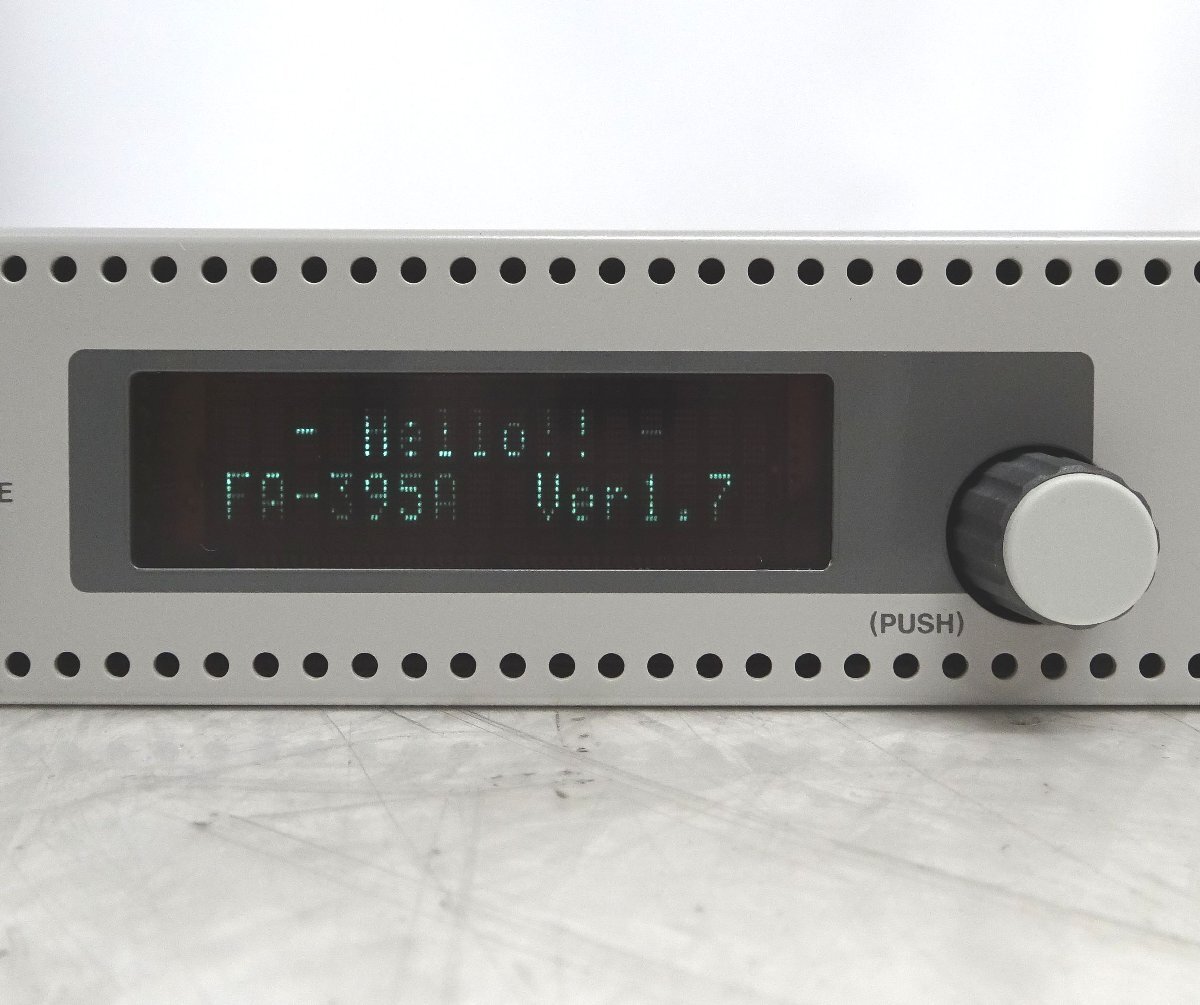 - Hello!! -
FA-395A Ver1.7
E
(PUSH)